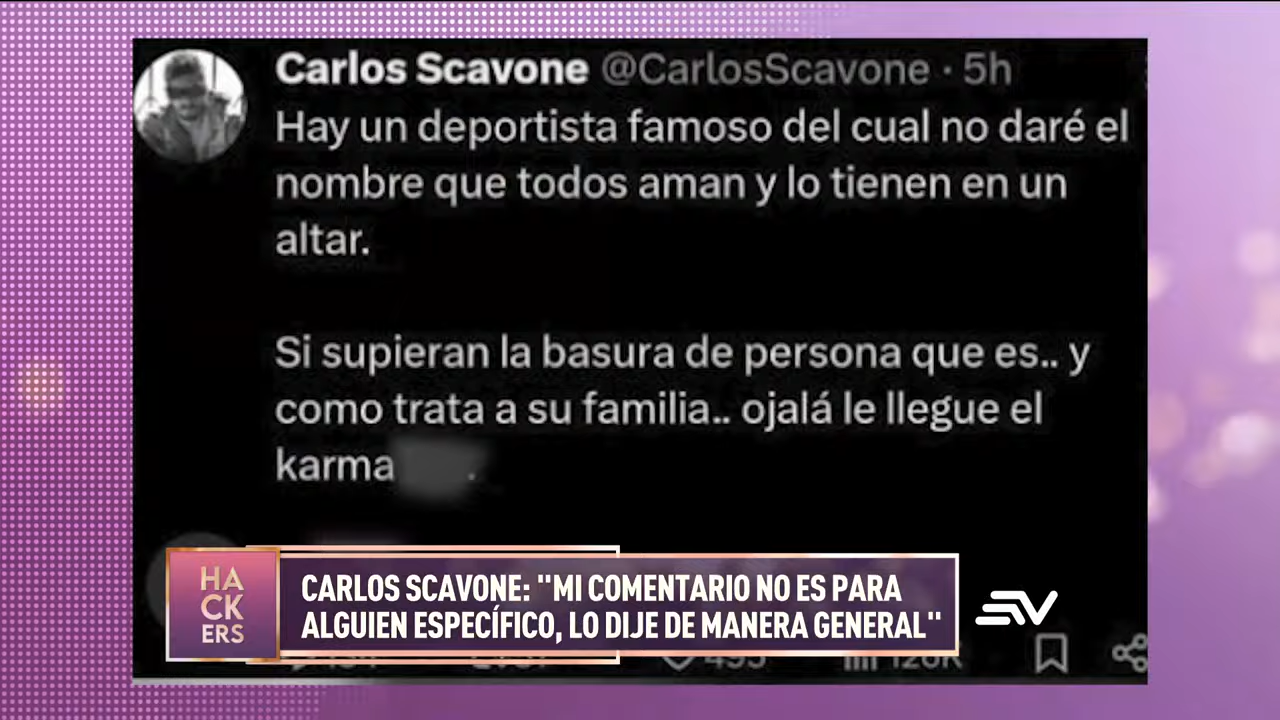 Carlos Scavone @CarlosScavone · 5h
Hay un deportista famoso del cual no daré el
nombre que todos aman y lo tienen en un
altar.
Si supieran la basura de persona que es.. y
como trata a su familia.. ojalá le llegue el
karma .
HA
CK
ERS
CARLOS SCAVONE: "MI COMENTARIO NO ES PARA
ALGUIEN ESPECÍFICO, LO DIJE DE MANERA GENERAL"